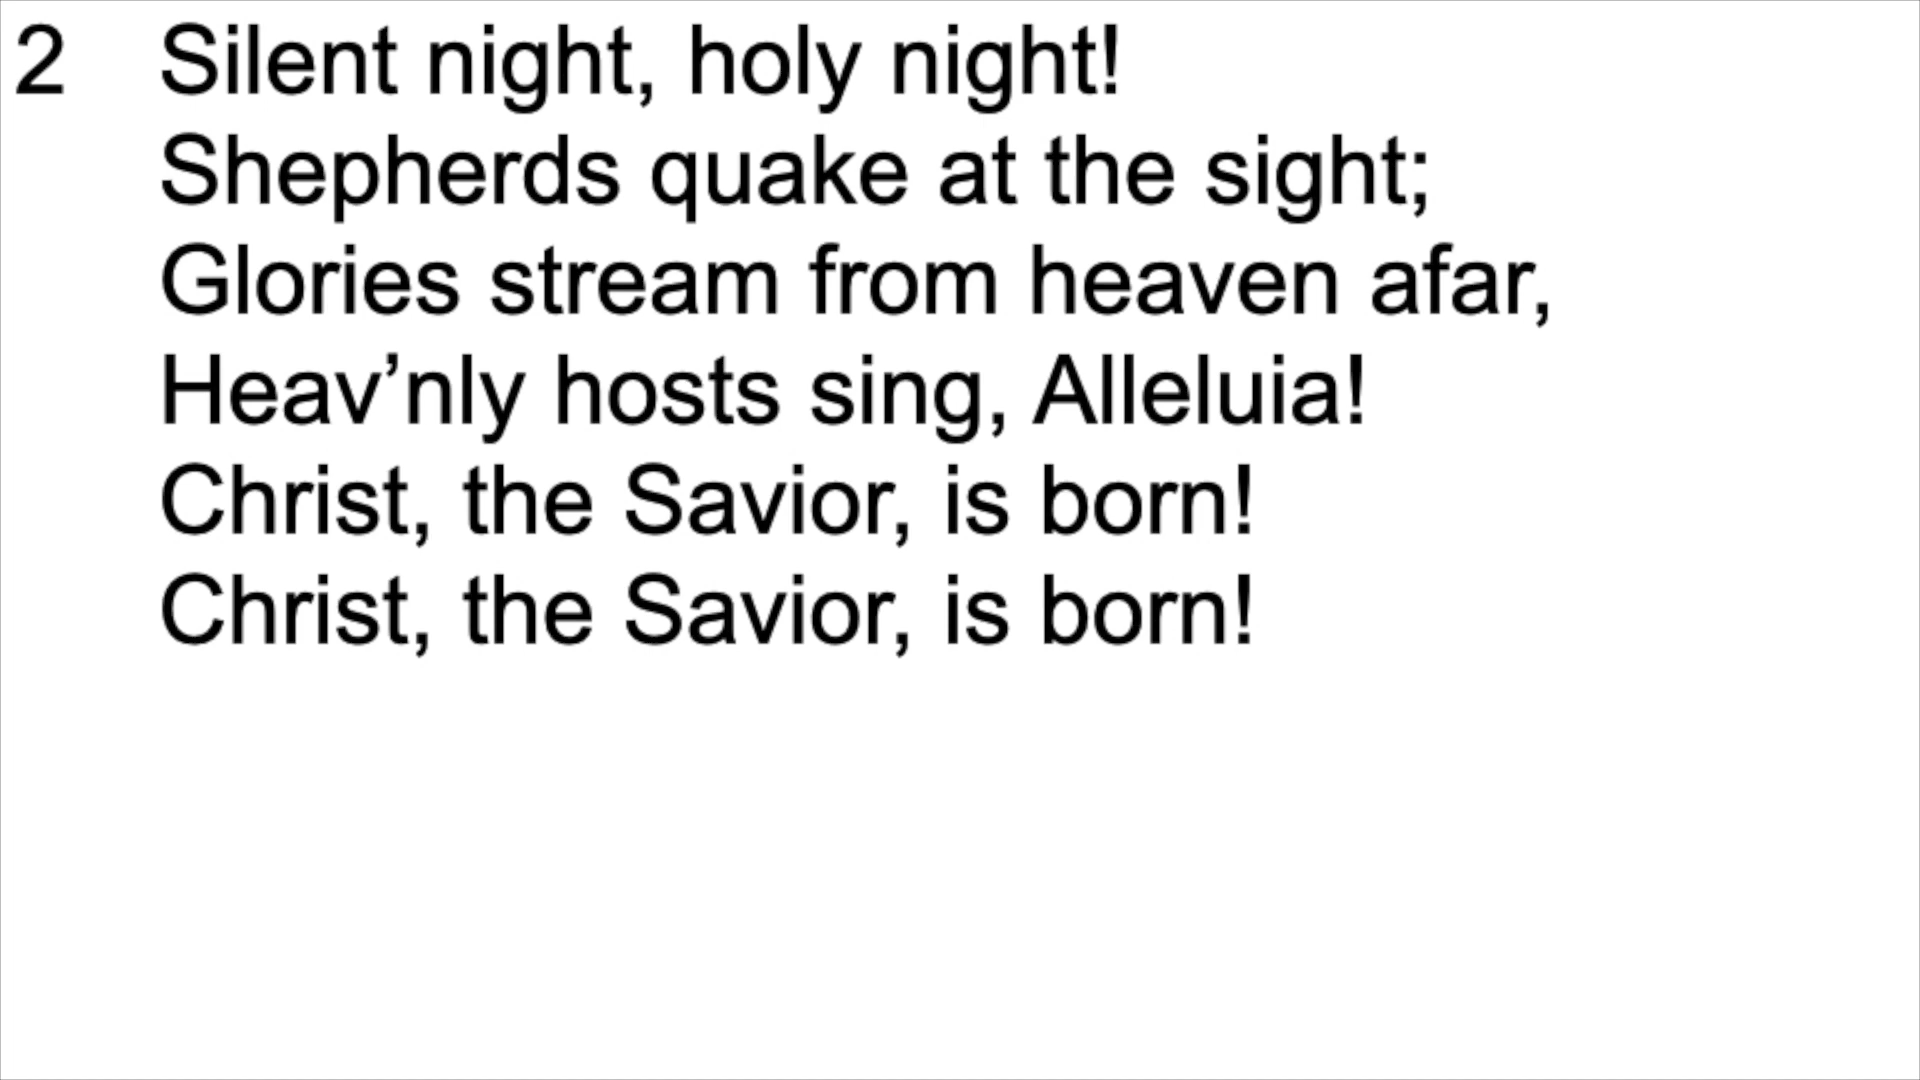 2 Silent night, holy night!
Shepherds quake at the sight;
Glories stream from heaven afar,
Heav’nly hosts sing, Alleluia!
Christ, the Savior, is born!
Christ, the Savior, is born!